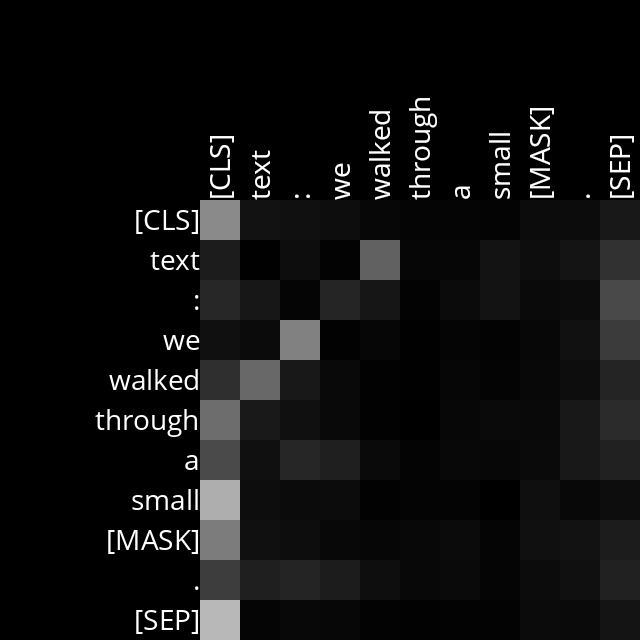 [CLS] text : we walked through a small [MASK] . [SEP]
[CLS]
text
:
we
walked
through
a
small
[MASK]
.
[SEP]